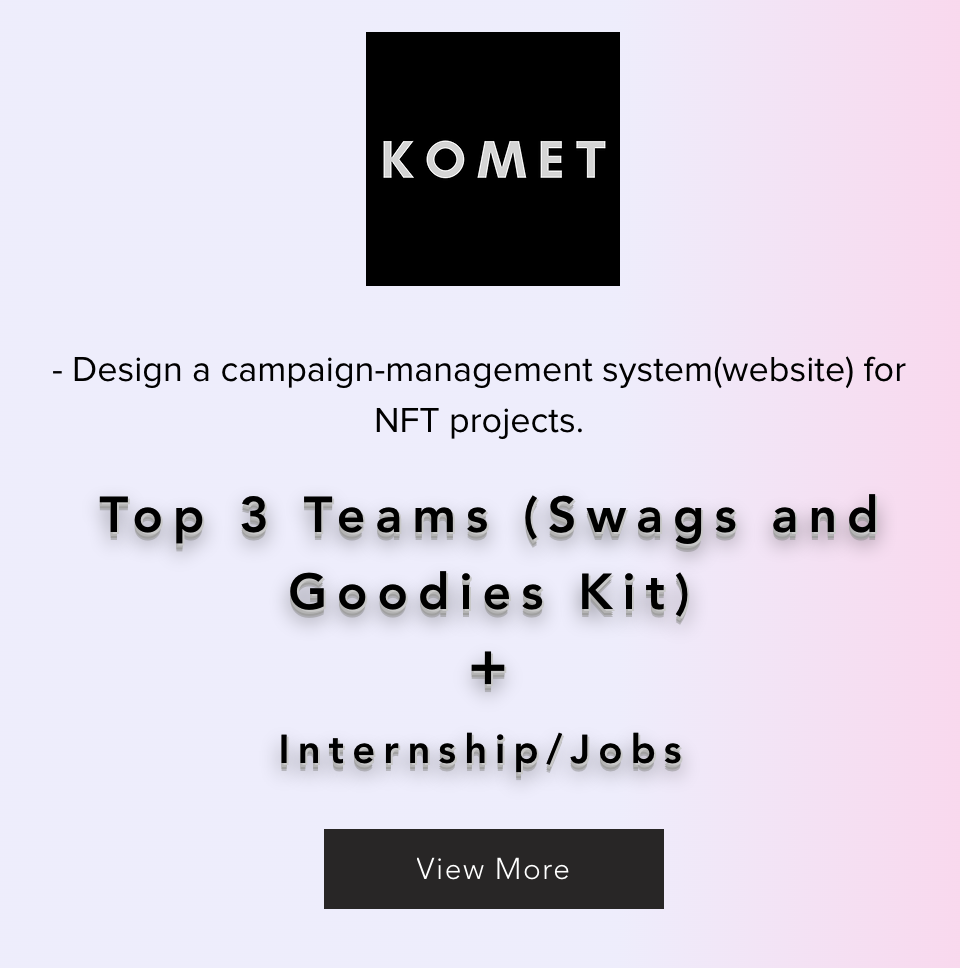 KOMET
- Design a campaign-management system(website) for
NFT projects.
Top 3 Teams (Swags and
Goodies Kit)
+
Internship/Jobs
View More